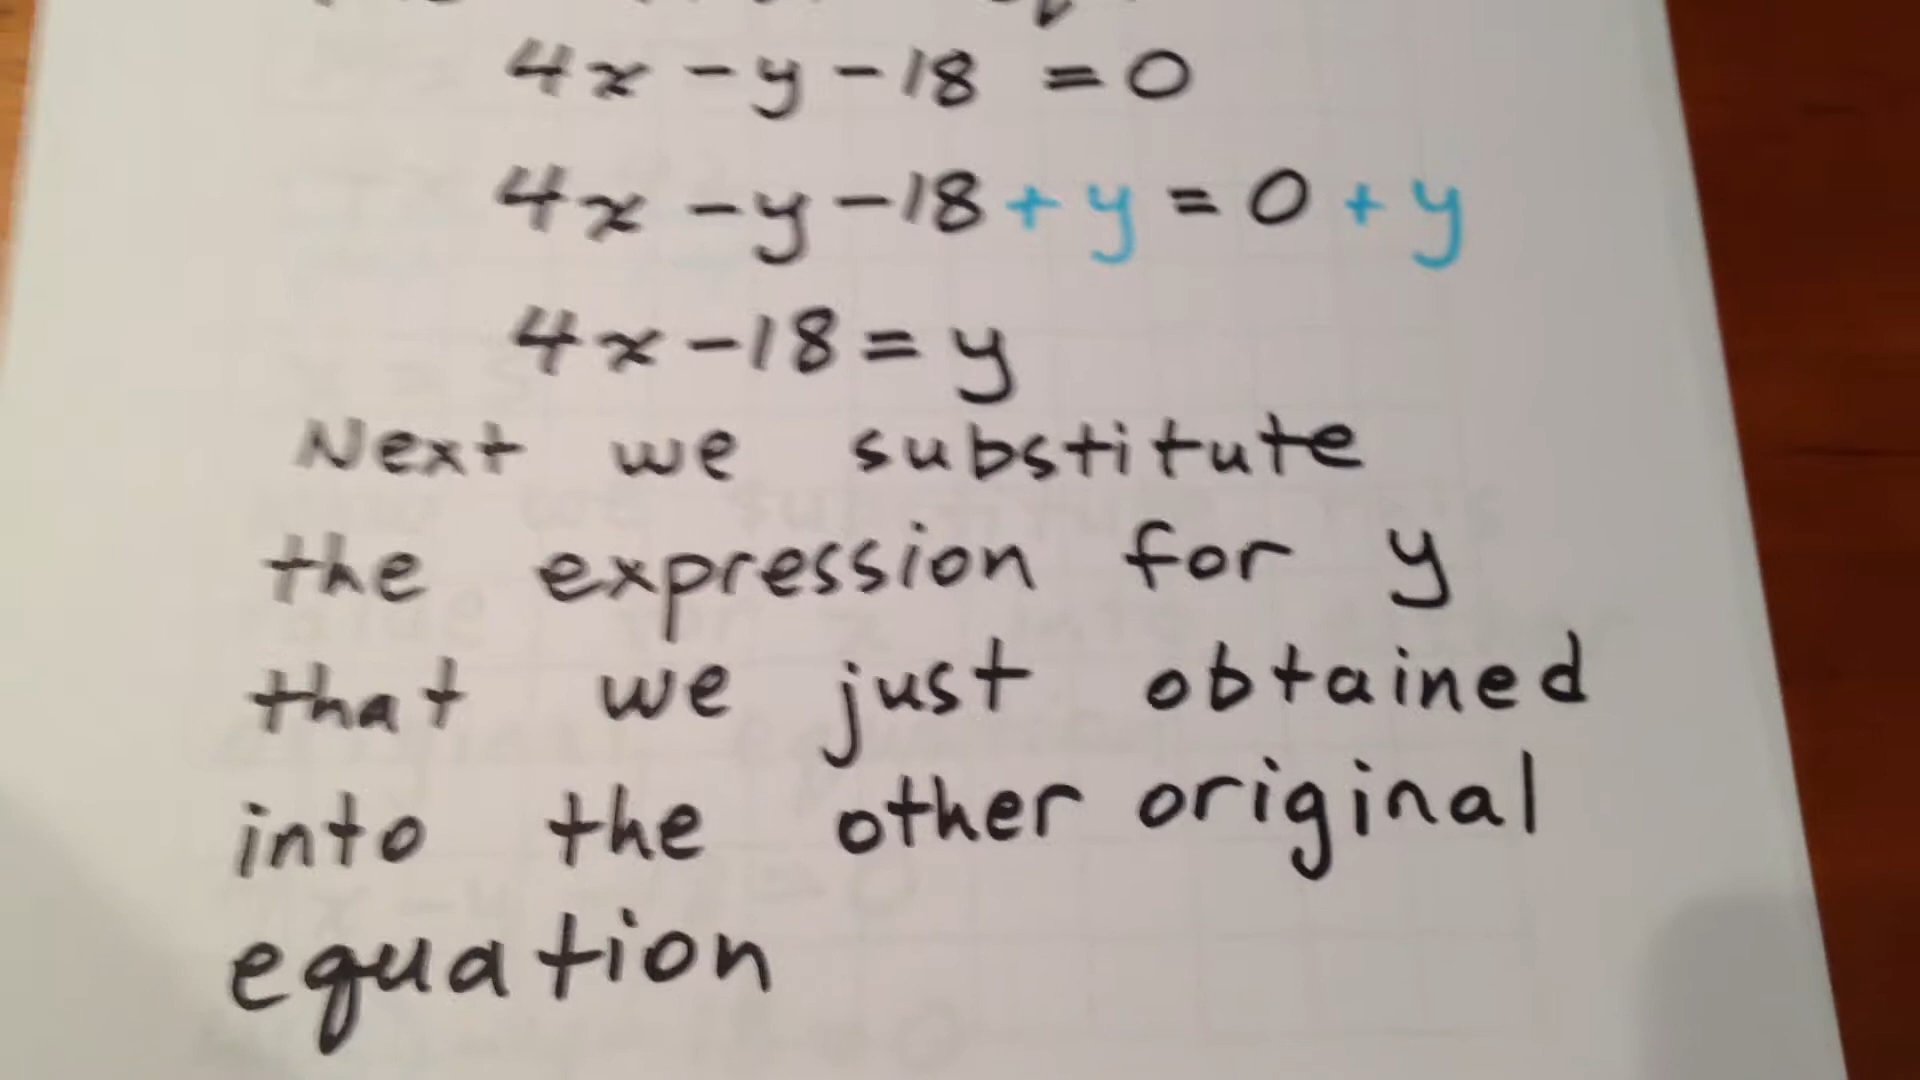 4x - y - 18 = 0
4x - y - 18 + y = 0 + y
4x - 18 = y
Next we substitute
the expression for y
that we just obtained
into the other original
equation